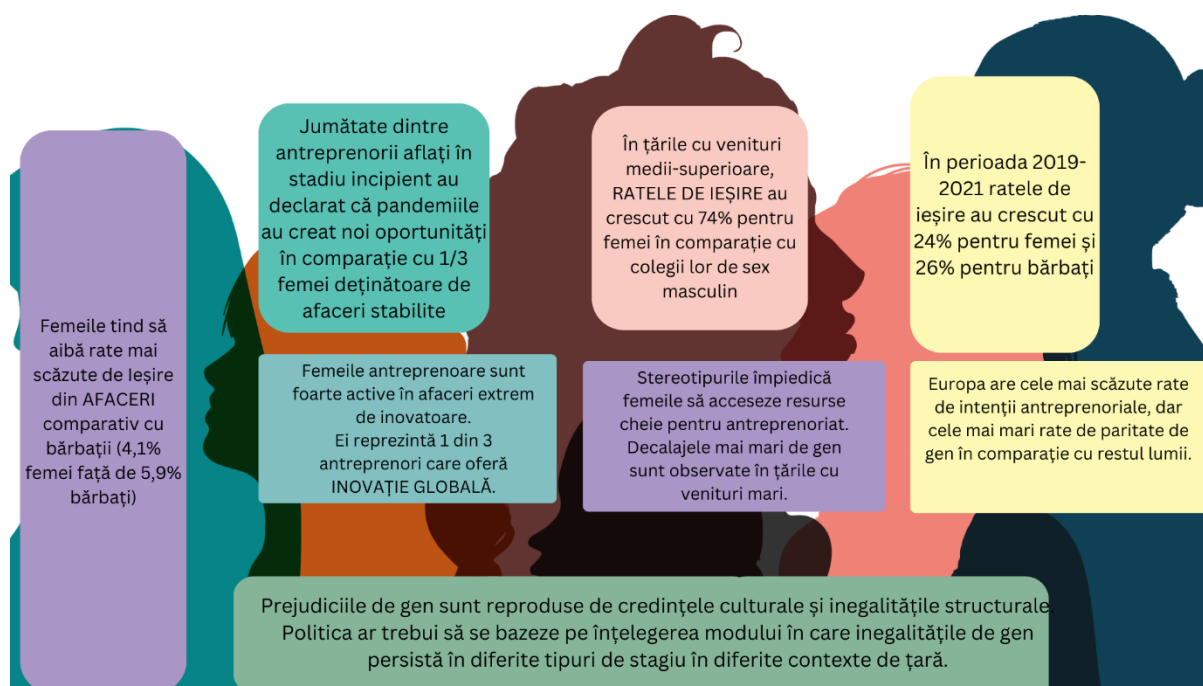 Femeile tind să
aibă rate mai
scăzute de Ieșire
din AFACERI
comparativ cu
bărbații (4,1%
femei față de 5,9%
bărbați)
Jumătate dintre
antreprenorii aflați în
stadiu incipient au
declarat că pandemiile
au creat noi oportunități
în comparație cu 1/3
femei deținătoare de
afaceri stabilite
În țările cu venituri
medii-superioare,
RATELE DE IEȘIRE au
crescut cu 74% pentru
femei în comparație cu
colegii lor de sex
masculin
În perioada 2019-
2021 ratele de
ieșire au crescut cu
24% pentru femei și
26% pentru bărbați
Femeile antreprenoare sunt
foarte active în afaceri extrem
de inovatoare.
Ei reprezintă 1 din 3
antreprenori care oferă
INOVAȚIE GLOBALĂ.
Stereotipurile împiedică
femeile să acceseze resurse
cheie pentru antreprenoriat.
Decalajele mai mari de gen
sunt observate în țările cu
venituri mari.
Europa are cele mai scăzute rate
de intenții antreprenoriale, dar
cele mai mari rate de paritate de
gen în comparație cu restul lumii.
Prejudiciile de gen sunt reproduse de credințele culturale și inegalitățile structurale.
Politica ar trebui să se bazeze pe înțelegerea modului în care inegalitățile de gen
persistă în diferite tipuri de stagiu în diferite contexte de țară.